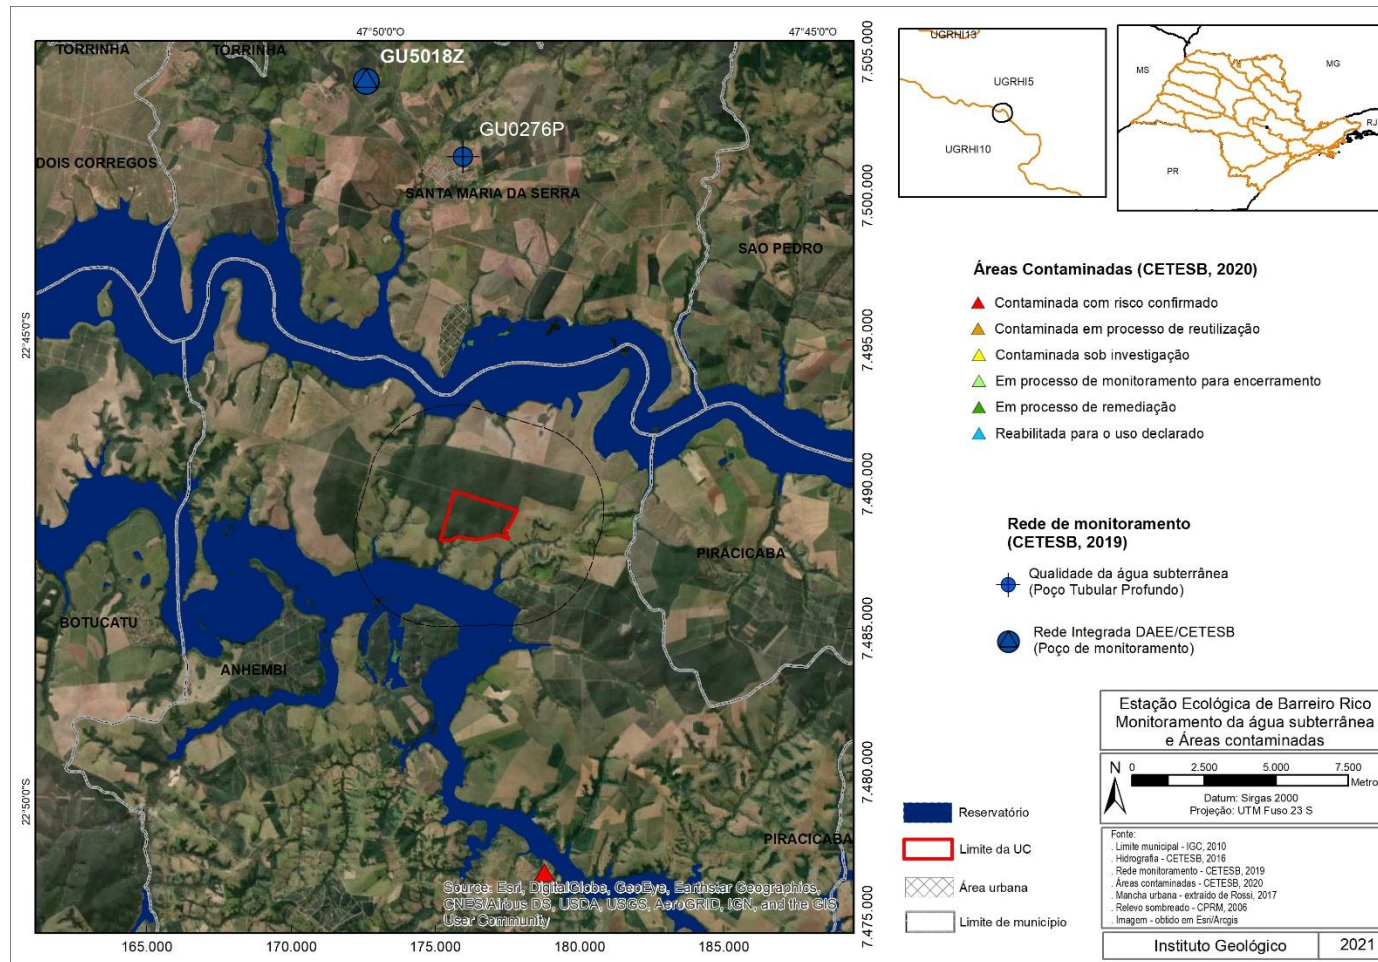 47°50'0"O
47°45'0"O
TORRINHA
TORRINHA
GU5018Z
GU0276P
DOIS CORREGOS
SANTA MARIA DA SERRA
SAO PEDRO
22°45'0"S
PIRACICABA
BOTUCATU
ANHEMBI
22°50'0"S
PIRACICABA
Source: Esri, DigitalGlobe, GeoEye, Earthstar Geographics,
CNES/Airbus DS, USDA, USGS, AeroGRID, IGN, and the GIS
User Community
165.000
170.000
175.000
180.000
185.000
7.505.000
7.500.000
7.495.000
7.490.000
7.485.000
7.480.000
7.475.000
UGRHI13
UGRHI5
UGRHI10
MS
MG
RJ
PR
Áreas Contaminadas (CETESB, 2020)
Contaminada com risco confirmado
Contaminada em processo de reutilização
Contaminada sob investigação
Em processo de monitoramento para encerramento
Em processo de remediação
Reabilitada para o uso declarado
Rede de monitoramento
(CETESB, 2019)
Qualidade da água subterrânea
(Poço Tubular Profundo)
Rede Integrada DAEE/CETESB
(Poço de monitoramento)
Reservatório
Limite da UC
Área urbana
Limite de município
Estação Ecológica de Barreiro Rico
Monitoramento da água subterrânea
e Áreas contaminadas
N
0 2.500 5.000 7.500
Metro
Datum: Sirgas 2000
Projeção: UTM Fuso 23 S
Fonte:
. Limite municipal - IGC, 2010
. Hidrografia - CETESB, 2016
. Rede monitoramento - CETESB, 2019
. Áreas contaminadas - CETESB, 2020
. Mancha urbana - extraído de Rossi, 2017
. Relevo sombreado - CPRM, 2006
. Imagem - obtido em Esri/Arcgis
Instituto Geológico
2021